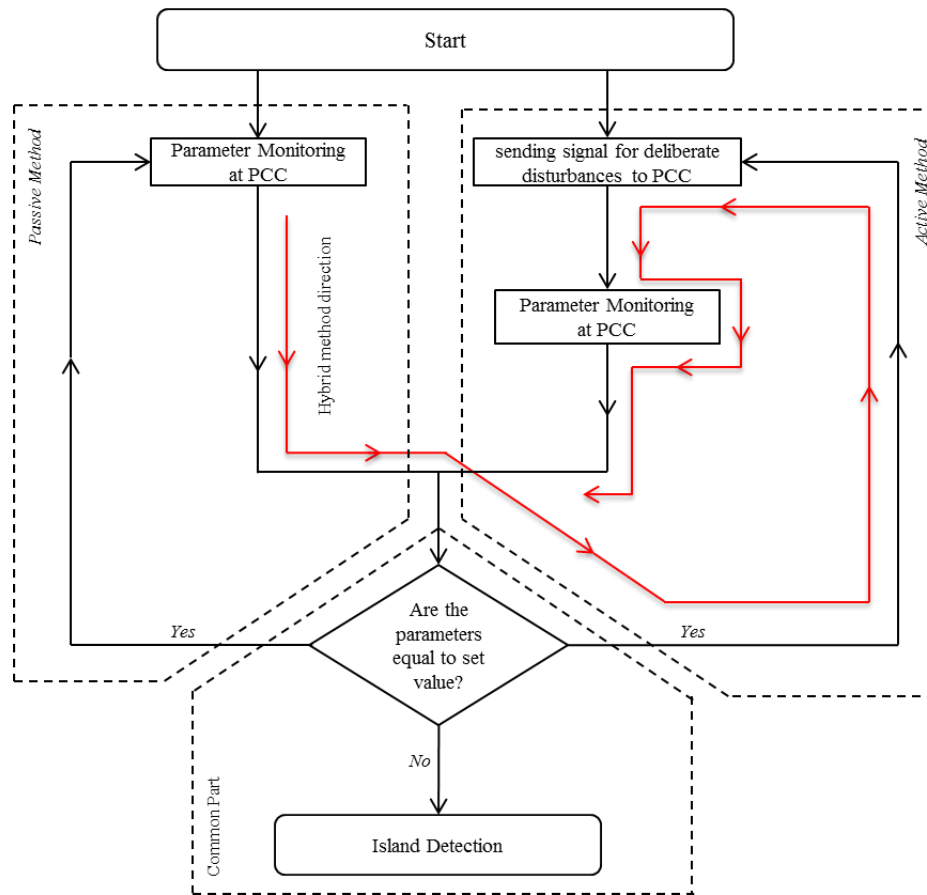 Start
Passive Method
Parameter Monitoring
at PCC
sending signal for deliberate
disturbances to PCC
Active Method
Hybrid method direction
Parameter Monitoring
at PCC
Are the
parameters
equal to set
value?
Yes
Yes
No
Common Part
Island Detection